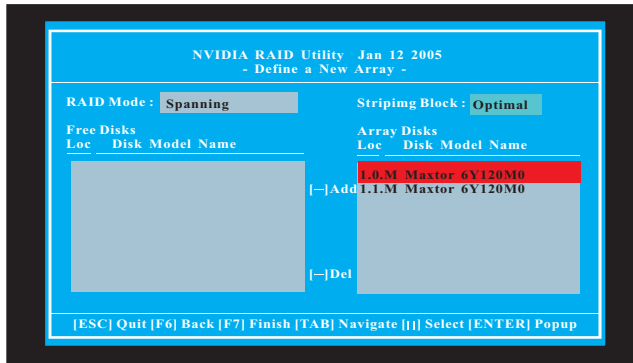 NVIDIA RAID Utility Jan 12 2005
- Define a New Array -
RAID Mode : Spanning
Stripimg Block : Optimal
Free Disks
Loc Disk Model Name
Array Disks
Loc Disk Model Name
1.0.M Maxtor 6Y120M0
1.1.M Maxtor 6Y120M0
[—]Add
[—]Del
[ESC] Quit [F6] Back [F7] Finish [TAB] Navigate [||] Select [ENTER] Popup